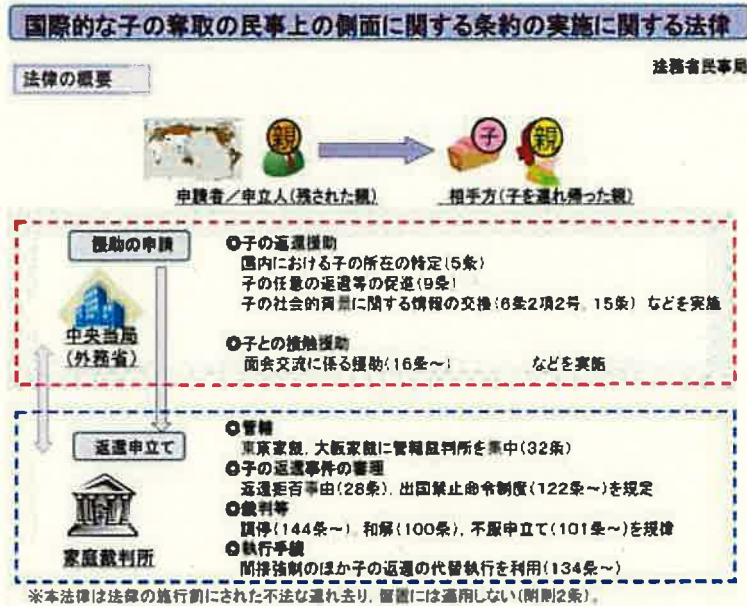 国際的な子の奪取の民事上の側面に関する条約の実施に関する法律
法務省民事局
法律の概要
親
子
親
申請者／申立人(残された親)
相手方(子を連れ帰った親)
援助の申請
中央当局
(外務省)
○子の返還援助
国内における子の所在の特定(5条)
子の任意の返還等の促進(9条)
子の社会的背景に関する情報の交換(6条2項2号, 15条) などを実施
○子との接触援助
面会交流に係る援助(16条～) などを実施
返還申立て
家庭裁判所
○管轄
東京家裁, 大阪家裁に管轄裁判所を集中(32条)
○子の返還事件の審理
返還拒否事由(28条), 出国禁止命令制度(122条～)を規定
○裁判等
調停(144条～), 和解(100条), 不服申立て(101条～)を規律
○執行手続
間接強制のほか子の返還の代替執行を利用(134条～)
※本法律は法律の施行前にされた不法な連れ去り, 留置には適用しない(附則2条)。